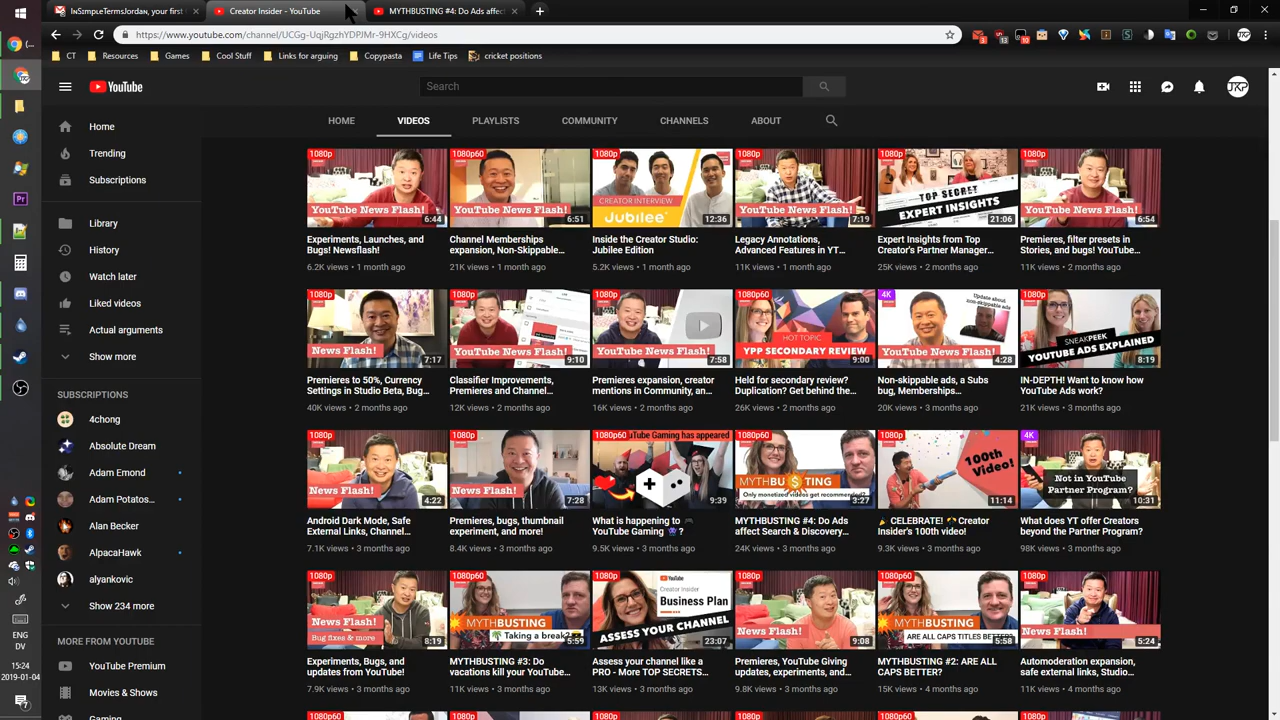 InSmpceTermsJordaw, your first
Creator Insider - YouTube
MYTHBUSTING #4: Do Ads affec
https://www.youtube.com/channel/UCGg-UqjRgzhYDPJMr-9HXCg/videos
CT
Resources
Games
Cool Stuff
Links for arguing
Copypasta
Life Tips
cricket positions
YouTube
Search
JKP
HOME
VIDEOS
PLAYLISTS
COMMUNITY
CHANNELS
ABOUT
Home
Trending
Subscriptions
Library
History
Watch later
Liked videos
Actual arguments
Show more
SUBSCRIPTIONS
4chong
Absolute Dream
Adam Emond
Adam Potatos...
Alan Becker
AlpacaHawk
alyankovic
Show 234 more
MORE FROM YOUTUBE
YouTube Premium
Movies & Shows
Gaming
1080p
YouTube News Flash!
6:44
Experiments, Launches, and
Bugs! Newsflash!
6.2K views • 1 month ago
1080p60
YouTube News Flash!
6:51
Channel Memberships
expansion, Non-Skippable...
21K views • 1 month ago
1080p
CREATOR INTERVIEW
Jubilee
12:36
Inside the Creator Studio:
Jubilee Edition
5.2K views • 1 month ago
1080p
YouTube News Flash!
7:19
Legacy Annotations,
Advanced Features in YT...
11K views • 1 month ago
1080p
TOP SECRET
EXPERT INSIGHTS
21:06
Expert Insights from Top
Creator's Partner Manager...
25K views • 2 months ago
1080p
YouTube News Flash!
6:54
Premieres, filter presets in
Stories, and bugs! YouTube...
11K views • 2 months ago
1080p
News Flash!
7:17
Premieres to 50%, Currency
Settings in Studio Beta, Bug...
40K views • 2 months ago
1080p
YouTube News Flash!
9:10
Classifier Improvements,
Premieres and Channel...
12K views • 2 months ago
1080p
YouTube News Flash!
7:58
Premieres expansion, creator
mentions in Community, an...
16K views • 2 months ago
1080p60
HOT TOPIC
YPP SECONDARY REVIEW
9:00
Held for secondary review?
Duplication? Get behind the...
26K views • 2 months ago
4K
Update about
non-skippable ads
YouTube News Flash!
4:28
Non-skippable ads, a Subs
bug, Memberships...
20K views • 3 months ago
1080p
SNEAKPEEK
YOUTUBE ADS EXPLAINED
8:19
IN-DEPTH! Want to know how
YouTube Ads work?
21K views • 3 months ago
1080p
News Flash!
4:22
Android Dark Mode, Safe
External Links, Channel...
7.1K views • 3 months ago
1080p
News Flash!
7:28
Premieres, bugs, thumbnail
experiment, and more!
8.4K views • 3 months ago
1080p60
uTube Gaming has appeared
9:39
What is happening to 🎮
YouTube Gaming 👾?
9.5K views • 3 months ago
1080p60
MYTHBU$TING
Only monetized videos get recommended?
3:27
MYTHBUSTING #4: Do Ads
affect Search & Discovery...
24K views • 3 months ago
1080p
100th
Video!
11:14
🎉 CELEBRATE! Creator
Insider's 100th video!
9.3K views • 3 months ago
4K
Not in YouTube
Partner Program?
10:31
What does YT offer Creators
beyond the Partner Program?
98K views • 3 months ago
1080p
News Flash!
Bug fixes & more
8:19
Experiments, Bugs, and
updates from YouTube!
7.9K views • 3 months ago
1080p60
MYTHBUSTING
Taking a break?
5:59
MYTHBUSTING #3: Do
vacations kill your YouTube...
11K views • 3 months ago
1080p
YouTube
Creator Insider
Business Plan
ASSESS YOUR CHANNEL
23:07
Assess your channel like a
PRO - More TOP SECRETS...
13K views • 3 months ago
1080p
News Flash!
9:08
Premieres, YouTube Giving
updates, experiments, and...
9.8K views • 3 months ago
1080p60
MYTHBUSTING
ARE ALL CAPS TITLES BETTER?
5:58
MYTHBUSTING #2: ARE ALL
CAPS BETTER?
15K views • 4 months ago
1080p
News Flash!
5:24
Automoderation expansion,
safe external links, Studio...
11K views • 4 months ago
1080p60
1080p
1080p
1080p60
1080p
1080p
ENG
DV
15:24
2019-01-04